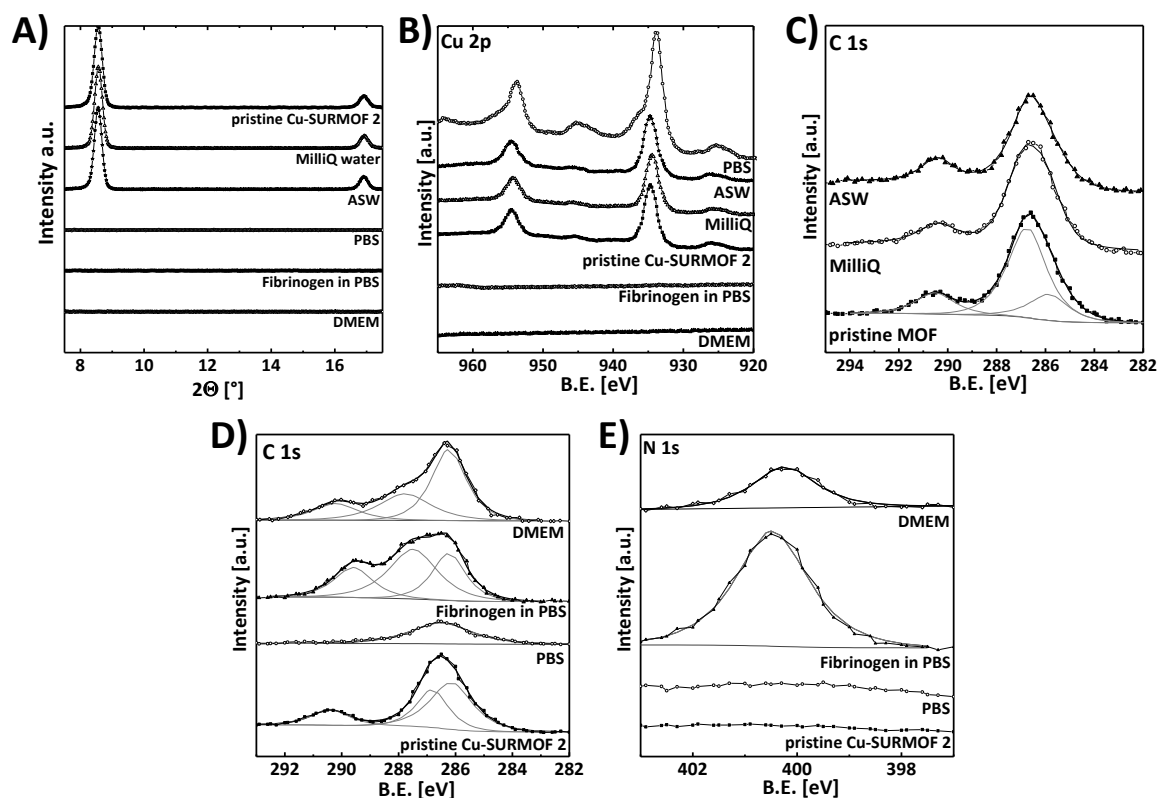 A)
Intensity a.u.
pristine Cu-SURMOF 2
MilliQ water
ASW
PBS
Fibrinogen in PBS
DMEM
8 10 12 14 16
2Θ [°]
B)
Cu 2p
Intensity [a.u.]
PBS
ASW
MilliQ
pristine Cu-SURMOF 2
Fibrinogen in PBS
DMEM
960 950 940 930 920
B.E. [eV]
C)
C 1s
Intensity [a.u.]
ASW
MilliQ
pristine MOF
294 292 290 288 286 284 282
B.E. [eV]
D)
C 1s
Intensity [a.u.]
DMEM
Fibrinogen in PBS
PBS
pristine Cu-SURMOF 2
292 290 288 286 284 282
B.E. [eV]
E)
N 1s
Intensity [a.u.]
DMEM
Fibrinogen in PBS
PBS
pristine Cu-SURMOF 2
402 400 398
B.E. [eV]